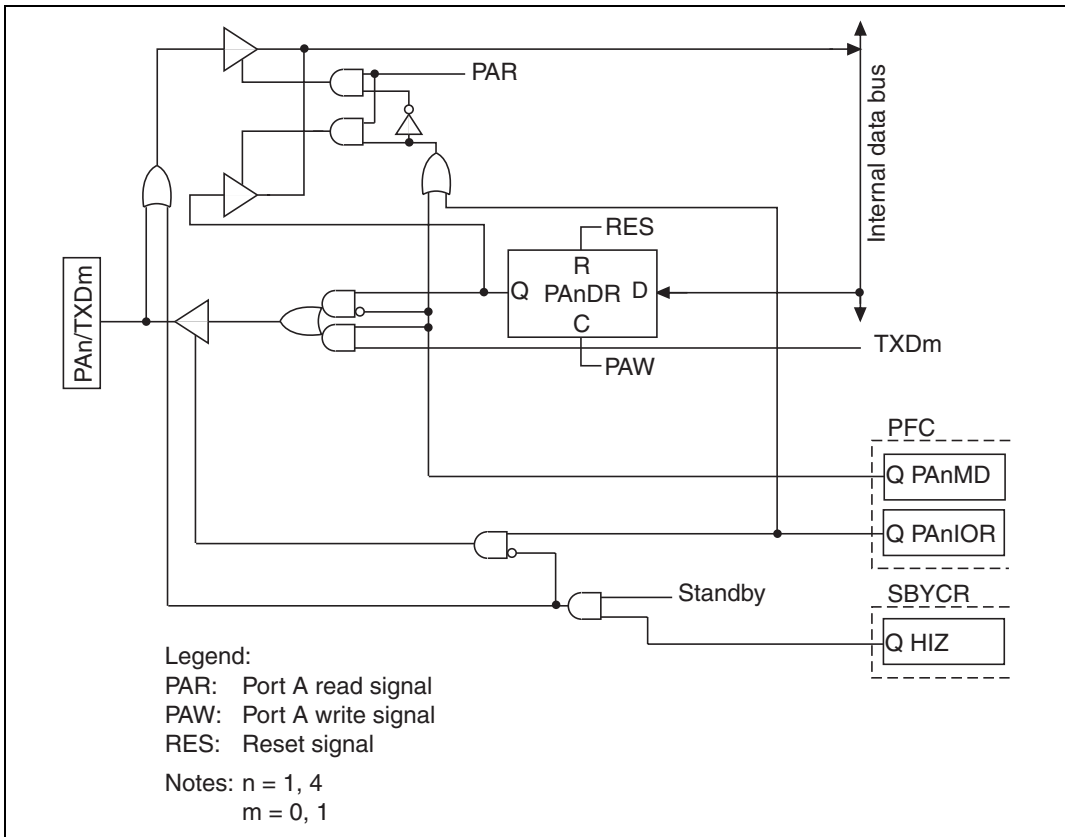 PAR
Internal data bus
RES
R
Q PAnDR D
C
PAW
PAn/TXDm
TXDm
PFC
Q PAnMD
Q PAnIOR
Standby
SBYCR
Q HIZ
Legend:
PAR: Port A read signal
PAW: Port A write signal
RES: Reset signal
Notes: n = 1, 4
m = 0, 1